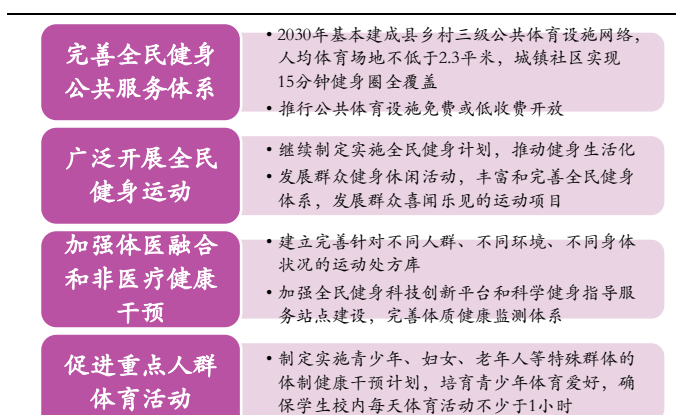 完善全民健身
公共服务体系
•2030年基本建成县乡村三级公共体育设施网络，
人均体育场地不低于2.3平米，城镇社区实现
15分钟健身圈全覆盖
•推行公共体育设施免费或低收费开放
广泛开展全民
健身运动
•继续制定实施全民健身计划，推动健身生活化
•发展群众健身休闲活动，丰富和完善全民健身
体系，发展群众喜闻乐见的运动项目
加强体医融合
和非医疗健康
干预
•建立完善针对不同人群、不同环境、不同身体
状况的运动处方库
•加强全民健身科技创新平台和科学健身指导服
务站点建设，完善体质健康监测体系
促进重点人群
体育活动
•制定实施青少年、妇女、老年人等特殊群体的
体制健康干预计划，培育青少年体育爱好，确
保学生校内每天体育活动不少于1小时